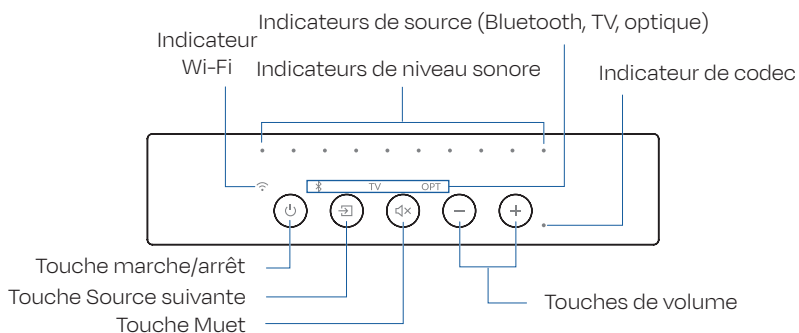 Indicateurs de source (Bluetooth, TV, optique)
Indicateur
Wi-Fi
Indicateurs de niveau sonore
Indicateur de codec
TV
OPT
Touche marche/arrêt
Touche Source suivante
Touche Muet
Touches de volume